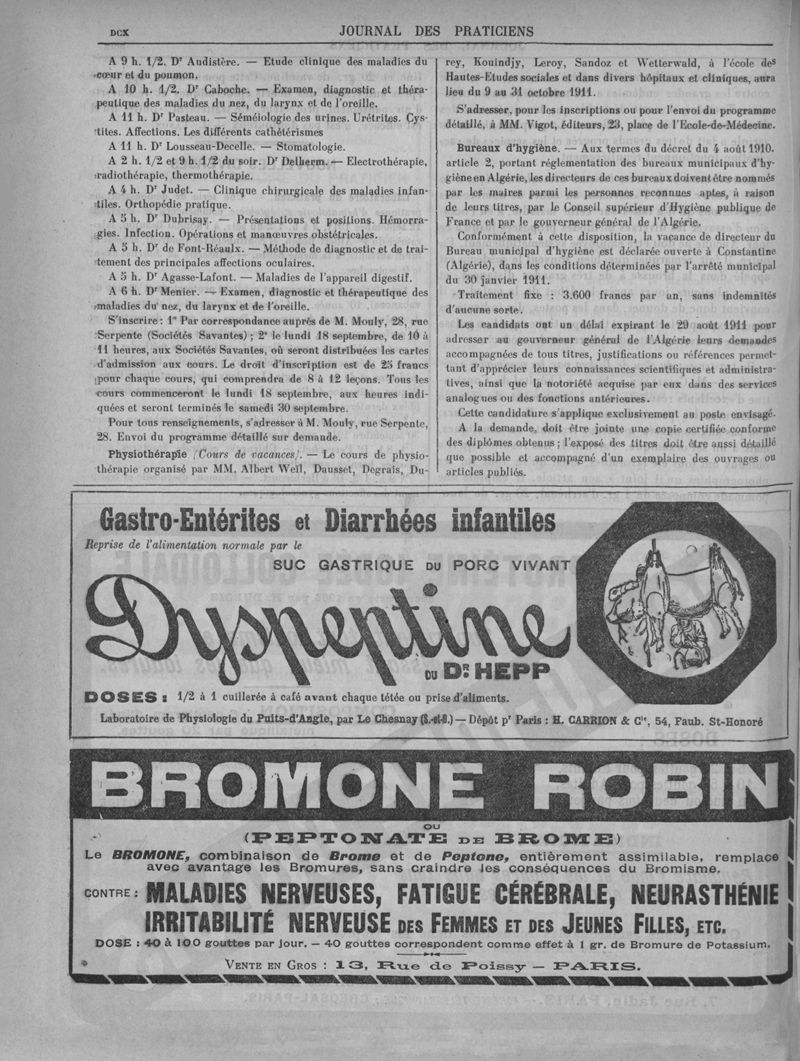 DCX
JOURNAL DES PRATICIENS
A 9 h. 1/2. Dr Audistère. — Etude clinique des maladies du
cœur et du poumon.
A 10 h. 1/2. Dr Caboche. — Examen, diagnostic et théra-
peutique des maladies du nez, du larynx et de l'oreille.
A 11 h. Dr Pasteau. — Séméiologie des urines. Urétrites. Cys-
tites. Affections. Les différents cathétérismes
A 11 h. Dr Lousseau-Decelle. — Stomatologie.
A 2 h. 1/2 et 9 h. 1/2 du soir. Dr Delherm. — Electrothérapie,
radiothérapie, thermothérapie.
A 4 h. Dr Judet. — Clinique chirurgicale des maladies infan-
tiles. Orthopédie pratique.
A 5 h. Dr Dubrisay. — Présentations et positions. Hémorra-
gies. Infection. Opérations et manœuvres obstétricales.
A 5 h. Dr de Font-Réaulx. — Méthode de diagnostic et de trai-
tement des principales affections oculaires.
A 5 h. Dr Agasse-Lafont. — Maladies de l'appareil digestif.
A 6 h. Dr Menier. — Examen, diagnostic et thérapeutique des
maladies du nez, du larynx et de l'oreille.
S'inscrire : 1° Par correspondance auprès de M. Mouly, 28, rue
Serpente (Sociétés Savantes) ; 2° le lundi 18 septembre, de 10 à
11 heures, aux Sociétés Savantes, où seront distribuées les cartes
d'admission aux cours. Le droit d'inscription est de 25 francs
pour chaque cours, qui comprendra de 8 à 12 leçons. Tous les
cours commenceront le lundi 18 septembre, aux heures indi-
quées et seront terminés le samedi 30 septembre.
Pour tous renseignements, s'adresser à M. Mouly, rue Serpente,
28. Envoi du programme détaillé sur demande.
Physiothérapie (Cours de vacances). — Le cours de physio-
thérapie organisé par MM. Albert Weil, Dausset, Degrais, Du-
rey, Kouindjy, Leroy, Sandoz et Wetterwald, à l'école des
Hautes-Etudes sociales et dans divers hôpitaux et cliniques, aura
lieu du 9 au 31 octobre 1911.
S'adresser, pour les inscriptions ou pour l'envoi du programme
détaillé, à MM. Vigot, éditeurs, 23, place de l'Ecole-de-Médecine.
Bureaux d'hygiène. — Aux termes du décret du 4 août 1910.
article 2, portant réglementation des bureaux municipaux d'hy-
giène en Algérie, les directeurs de ces bureaux doivent être nommés
par les maires parmi les personnes reconnues aptes, à raison
de leurs titres, par le Conseil supérieur d'Hygiène publique de
France et par le gouverneur général de l'Algérie.
Conformément à cette disposition, la vacance de directeur du
Bureau municipal d'hygiène est déclarée ouverte à Constantine
(Algérie), dans les conditions déterminées par l'arrêté municipal
du 30 janvier 1911.
Traitement fixe : 3.600 francs par an, sans indemnités
d'aucune sorte.
Les candidats ont un délai expirant le 29 août 1911 pour
adresser au gouverneur général de l'Algérie leurs demandes
accompagnées de tous titres, justifications ou références permet-
tant d'apprécier leurs connaissances scientifiques et administra-
tives, ainsi que la notoriété acquise par eux dans des services
analogues ou des fonctions antérieures.
Cette candidature s'applique exclusivement au poste envisagé.
A la demande, doit être jointe une copie certifiée conforme
des diplômes obtenus ; l'exposé des titres doit être aussi détaillé
que possible et accompagné d'un exemplaire des ouvrages ou
articles publiés.
Gastro-Entérites et Diarrhées infantiles
Reprise de l'alimentation normale par le
SUC GASTRIQUE DU PORC VIVANT
Dyspeptine
DU DR. HEPP
DOSES : 1/2 à 1 cuillerée à café avant chaque tétée ou prise d'aliments.
Laboratoire de Physiologie du Puits-d'Angle, par Le Chesnay (S.-et-O.) — Dépôt pr Paris : H. CARRION & Cie, 54, Faub. St-Honoré
BROMONE ROBIN
OU
(PEPTONATE DE BROME)
Le BROMONE, combinaison de Brome et de Peptone, entièrement assimilable, remplace
avec avantage les Bromures, sans craindre les conséquences du Bromisme.
CONTRE : MALADIES NERVEUSES, FATIGUE CÉRÉBRALE, NEURASTHÉNIE
IRRITABILITÉ NERVEUSE DES FEMMES ET DES JEUNES FILLES, ETC.
DOSE : 40 à 100 gouttes par jour. — 40 gouttes correspondent comme effet à 1 gr. de Bromure de Potassium.
VENTE EN GROS : 13, Rue de Poissy — PARIS.